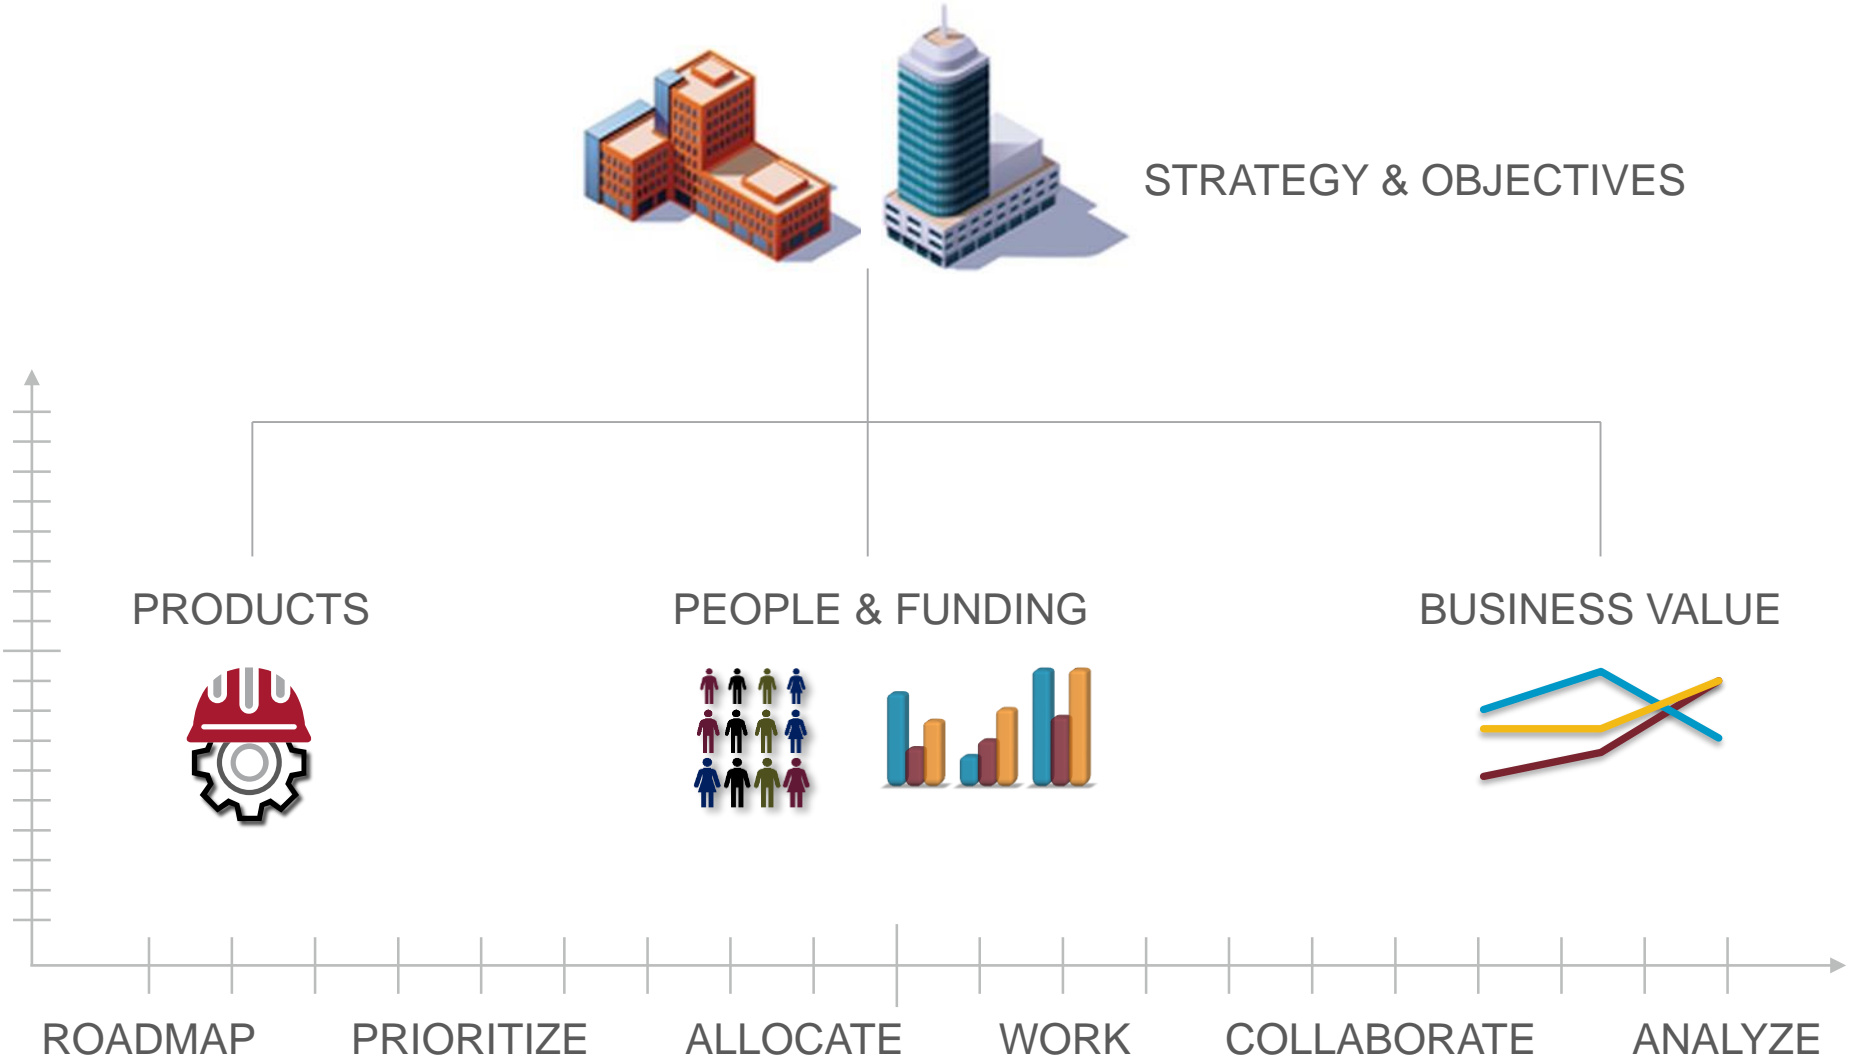 STRATEGY & OBJECTIVES
PRODUCTS
PEOPLE & FUNDING
BUSINESS VALUE
ROADMAP
PRIORITIZE
ALLOCATE
WORK
COLLABORATE
ANALYZE